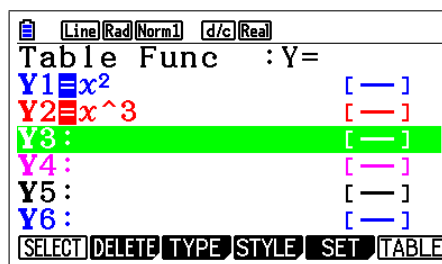 Line Rad Norm1 d/c Real
Table Func :Y=
Y1=x² [—]
Y2=x^3 [—]
Y3: [—]
Y4: [—]
Y5: [—]
Y6: [—]
SELECT DELETE TYPE STYLE SET TABLE